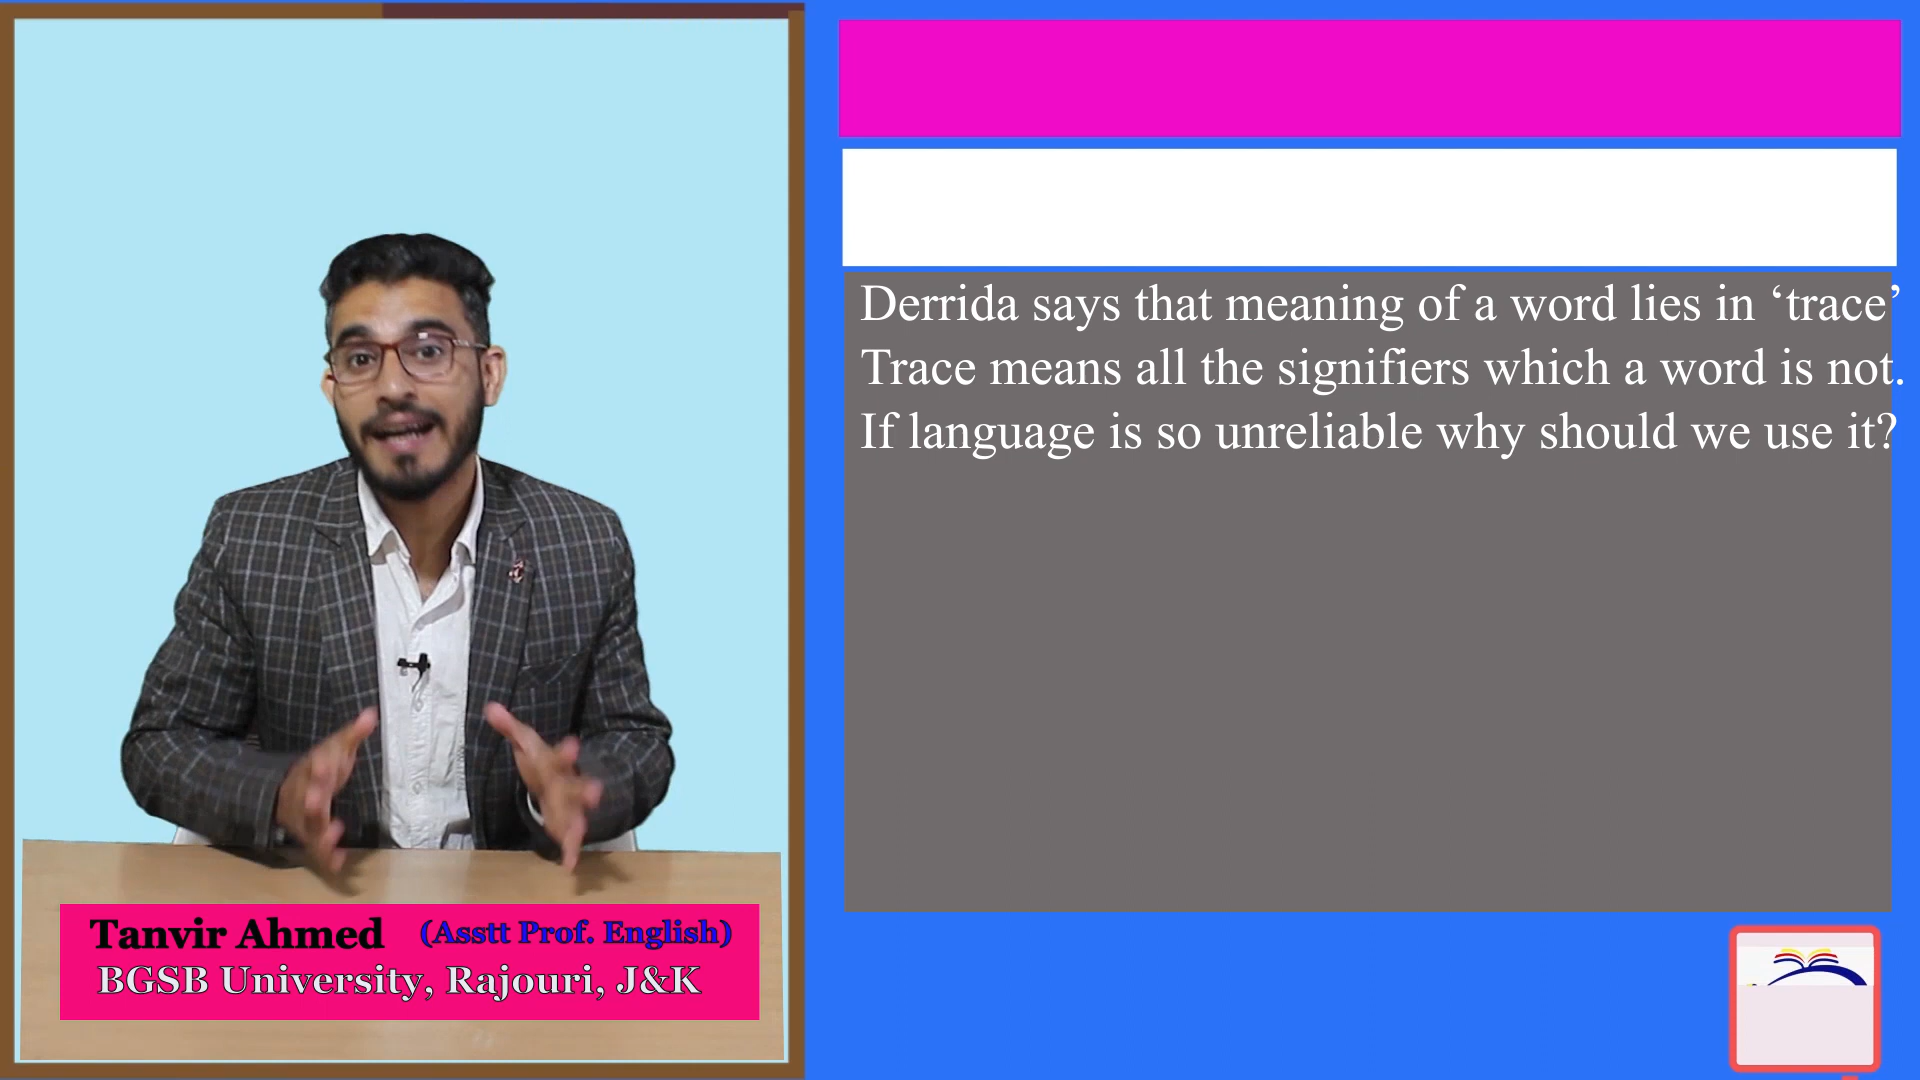 Derrida says that meaning of a word lies in ‘trace’
Trace means all the signifiers which a word is not.
If language is so unreliable why should we use it?
Tanvir Ahmed (Asstt Prof. English)
BGSB University, Rajouri, J&K